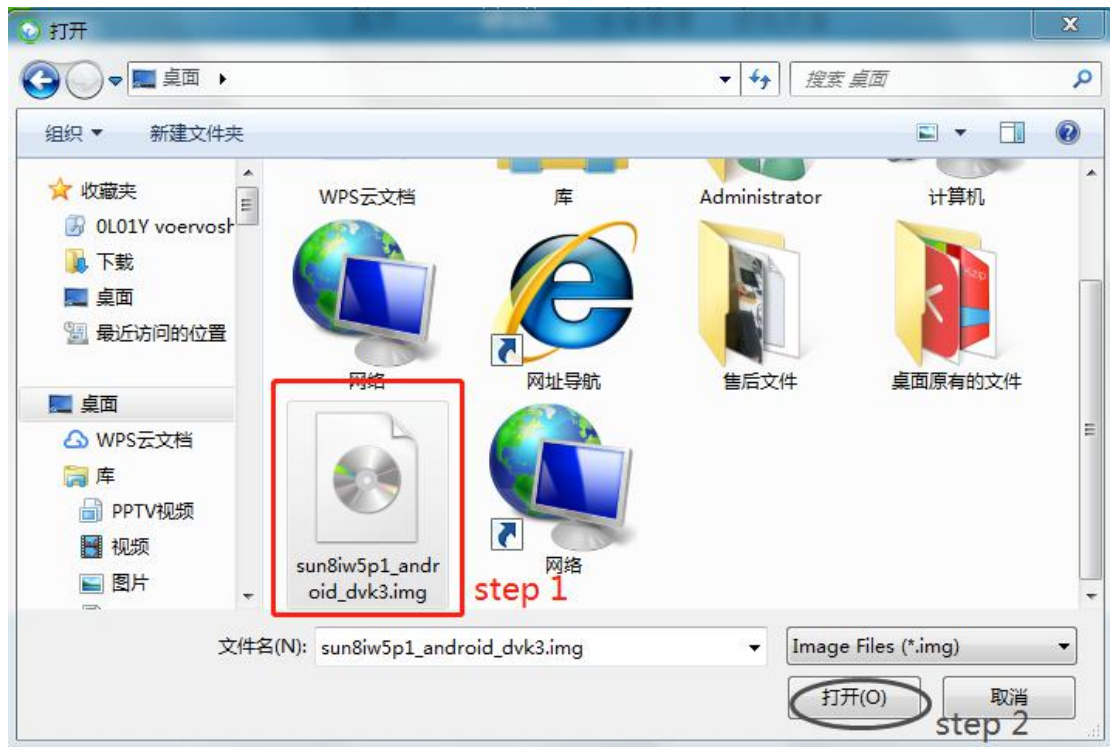 打开
桌面
搜索 桌面
组织
新建文件夹
收藏夹
0L01Y voervosh
下载
桌面
最近访问的位置
桌面
WPS云文档
库
PPTV视频
视频
图片
WPS云文档
库
Administrator
计算机
网络
网址导航
售后文件
桌面原有的文件
Kzip
sun8iw5p1_andr
oid_dvk3.img
网络
step 1
文件名(N): sun8iw5p1_android_dvk3.img
Image Files (*.img)
打开(O)
取消
step 2